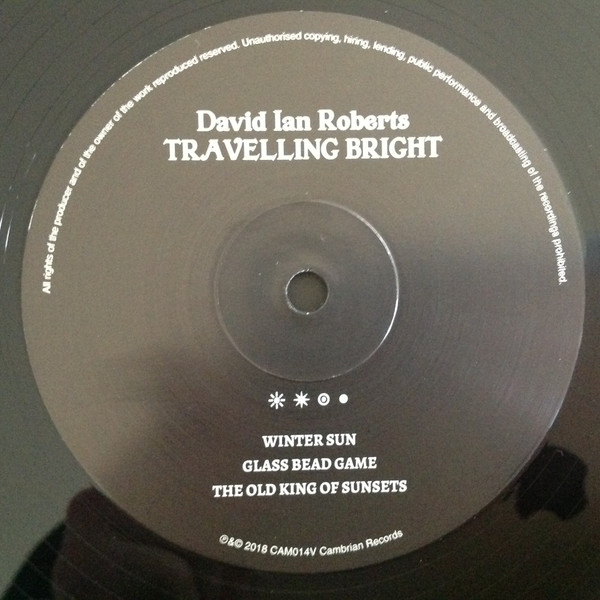 All rights of the producer and of the owner of the work reproduced reserved. Unauthorised copying, hiring, lending, public performance and broadcasting of the recordings prohibited.
David Ian Roberts
TRAVELLING BRIGHT
WINTER SUN
GLASS BEAD GAME
THE OLD KING OF SUNSETS
℗&© 2018 CAM014V Cambrian Records